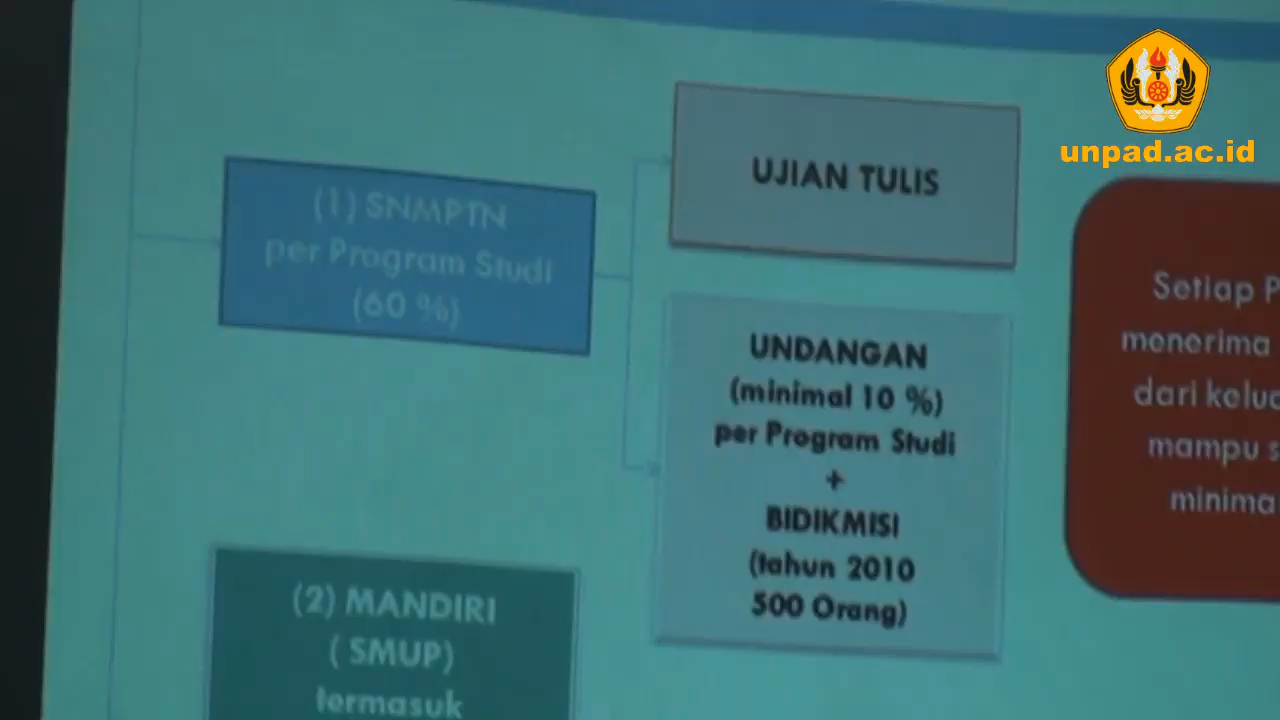 unpad.ac.id
(1) SNMPTN
per Program Studi
(60 %)
UJIAN TULIS
UNDANGAN
(minimal 10 %)
per Program Studi
+
BIDIKMISI
(tahun 2010
500 Orang)
Setiap P
menerima
dari kelua
mampu s
minima
(2) MANDIRI
( SMUP)
termasuk